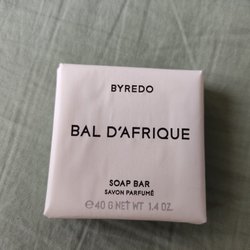 BYREDO
BAL D'AFRIQUE
SOAP BAR
SAVON PARFUMÉ
℮ 40 G NET WT 1.4 OZ.